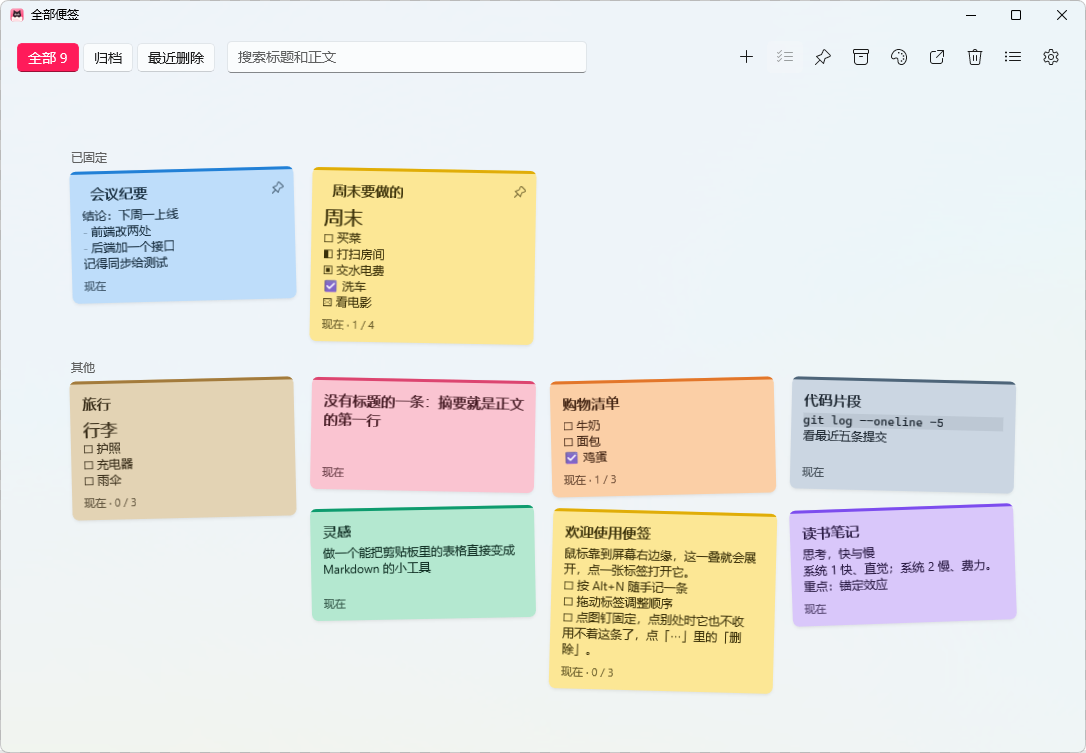 全部便签
全部 9
归档
最近删除
搜索标题和正文
已固定
会议纪要
结论：下周一上线
- 前端改两处
- 后端加一个接口
记得同步给测试
现在
周末要做的
周末
☐ 买菜
◧ 打扫房间
▣ 交水电费
☑ 洗车
⚄ 看电影
现在 · 1 / 4
其他
旅行
行李
☐ 护照
☐ 充电器
☐ 雨伞
现在 · 0 / 3
没有标题的一条：摘要就是正文
的第一行
现在
购物清单
☐ 牛奶
☐ 面包
☑ 鸡蛋
现在 · 1 / 3
代码片段
git log --oneline -5
看最近五条提交
现在
灵感
做一个能把剪贴板里的表格直接变成
Markdown 的小工具
现在
欢迎使用便签
鼠标靠到屏幕右边缘，这一叠就会展
开，点一张标签打开它。
☐ 按 Alt+N 随手记一条
☐ 拖动标签调整顺序
☐ 点图钉固定，点别处时它也不收
用不着这条了，点「···」里的「删
除」。
现在 · 0 / 3
读书笔记
思考，快与慢
系统 1 快、直觉；系统 2 慢、费力。
重点：锚定效应
现在